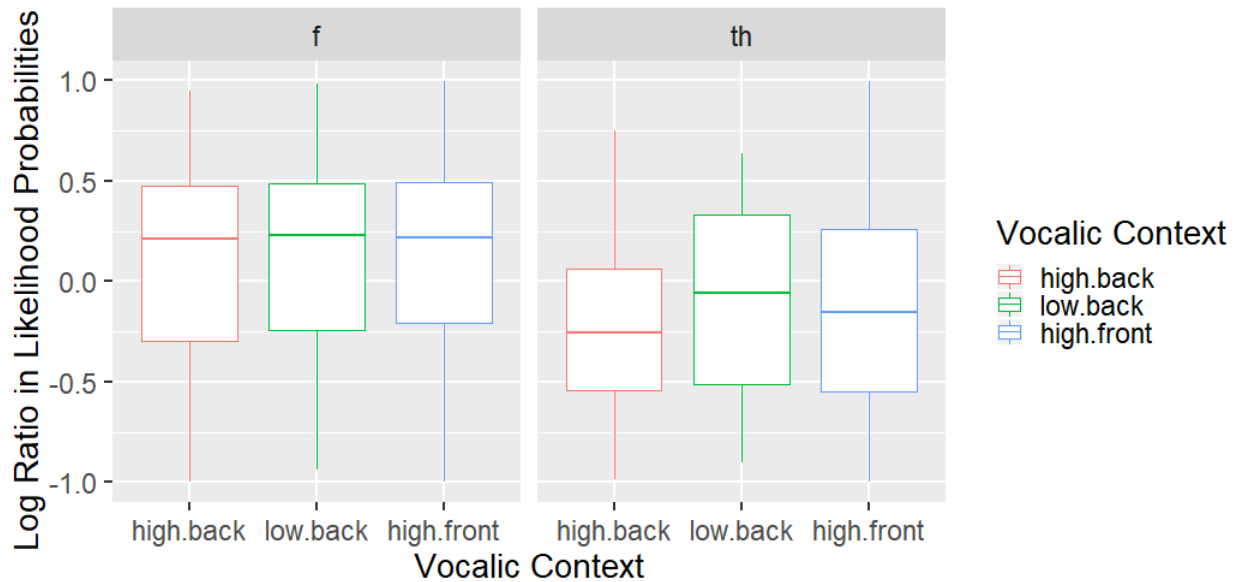 Log Ratio in Likelihood Probabilities
f
th
1.0
0.5
0.0
-0.5
-1.0
high.back low.back high.front
high.back low.back high.front
Vocalic Context
Vocalic Context
high.back
low.back
high.front